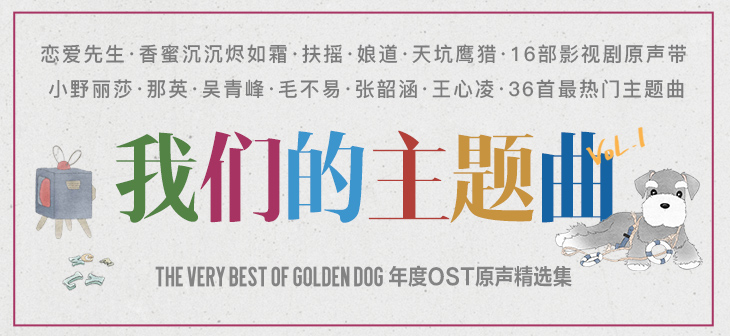 恋爱先生·香蜜沉沉烬如霜·扶摇·娘道·天坑鹰猎·16部影视剧原声带
小野丽莎·那英·吴青峰·毛不易·张韶涵·王心凌·36首最热门主题曲
我们的主题曲 VOL.1
THE VERY BEST OF GOLDEN DOG 年度OST原声精选集